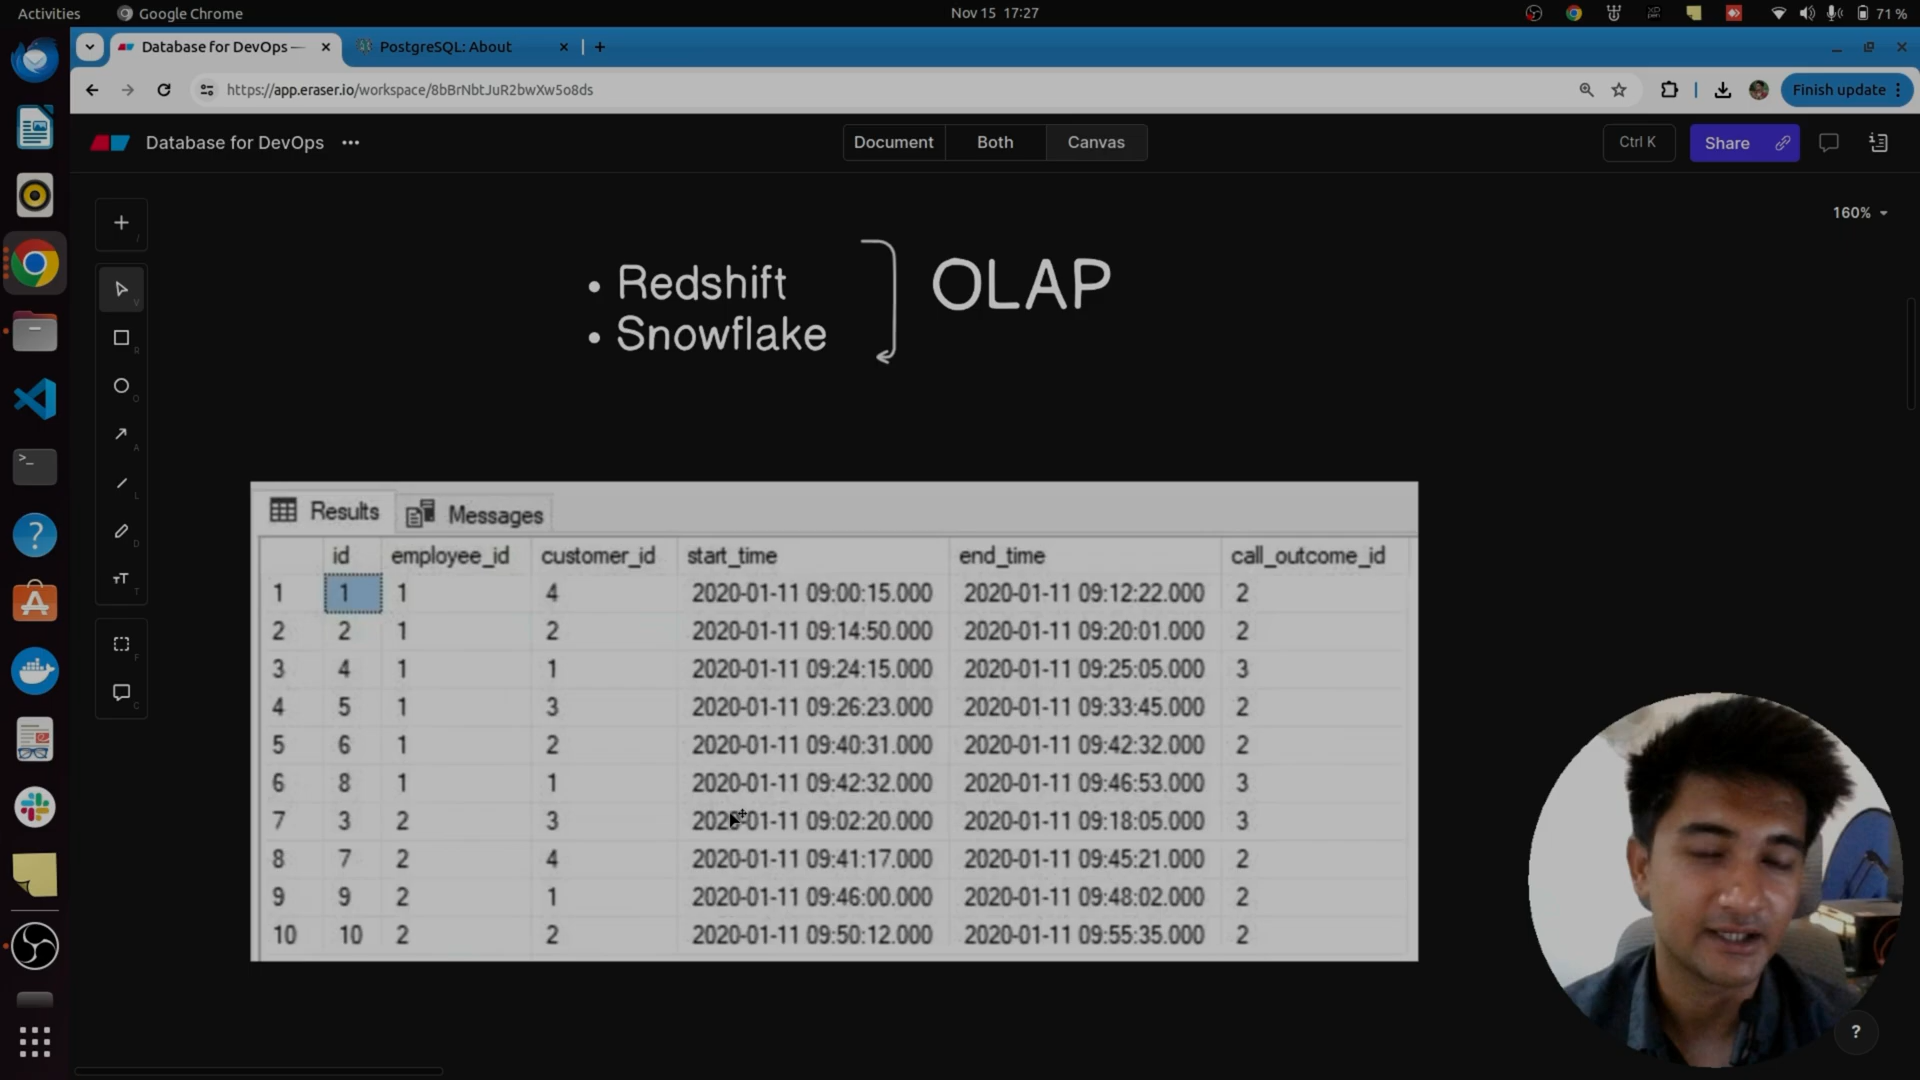 Activities Google Chrome Nov 15 17:27 71 %
Database for DevOps — PostgreSQL: About
https://app.eraser.io/workspace/8bBrNbtJuR2bwXw5o8ds Finish update
Database for DevOps ••• Document Both Canvas Ctrl K Share
160%
• Redshift
• Snowflake
OLAP
Results Messages
id employee_id customer_id start_time end_time call_outcome_id
1 1 1 4 2020-01-11 09:00:15.000 2020-01-11 09:12:22.000 2
2 2 1 2 2020-01-11 09:14:50.000 2020-01-11 09:20:01.000 2
3 4 1 1 2020-01-11 09:24:15.000 2020-01-11 09:25:05.000 3
4 5 1 3 2020-01-11 09:26:23.000 2020-01-11 09:33:45.000 2
5 6 1 2 2020-01-11 09:40:31.000 2020-01-11 09:42:32.000 2
6 8 1 1 2020-01-11 09:42:32.000 2020-01-11 09:46:53.000 3
7 3 2 3 2020-01-11 09:02:20.000 2020-01-11 09:18:05.000 3
8 7 2 4 2020-01-11 09:41:17.000 2020-01-11 09:45:21.000 2
9 9 2 1 2020-01-11 09:46:00.000 2020-01-11 09:48:02.000 2
10 10 2 2 2020-01-11 09:50:12.000 2020-01-11 09:55:35.000 2
?